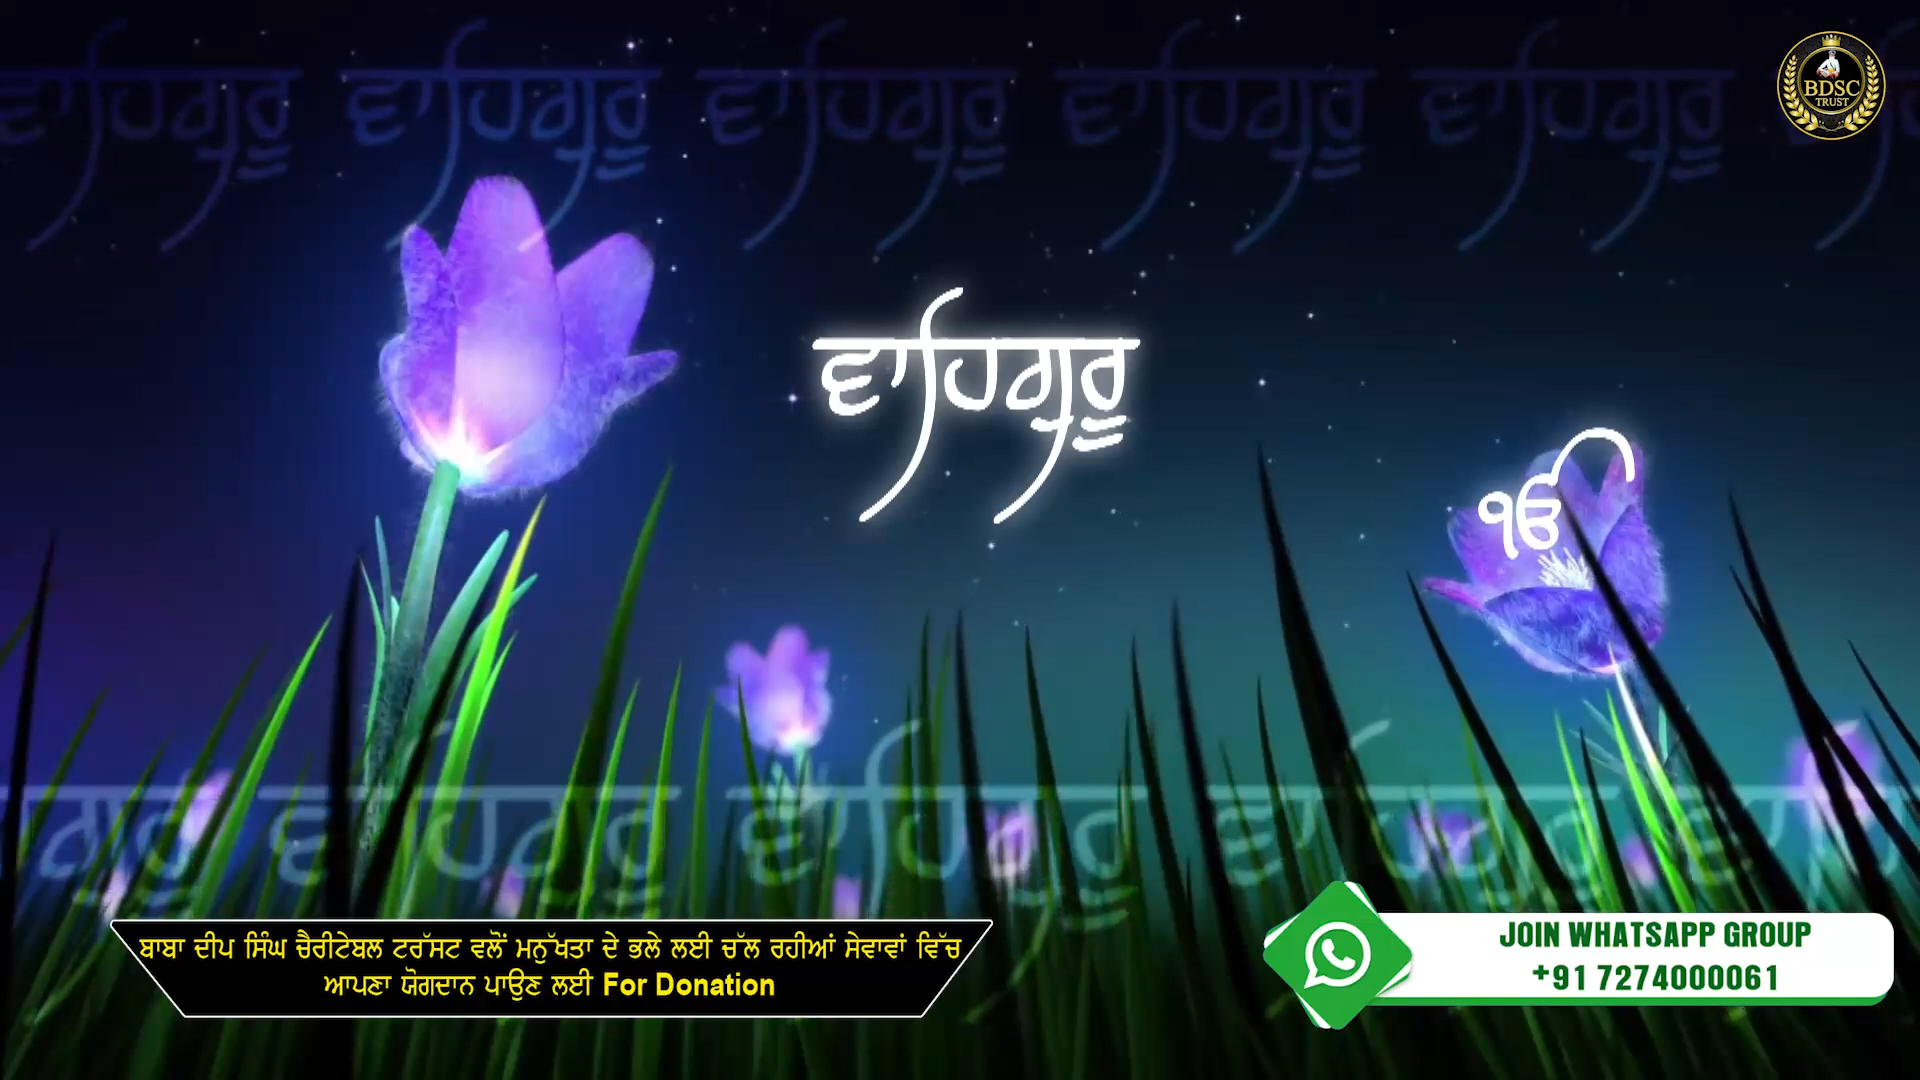 ਵਾਹਿਗੁਰੂ ਵਾਹਿਗੁਰੂ ਵਾਹਿਗੁਰੂ ਵਾਹਿਗੁਰੂ ਵਾਹਿਗੁਰੂ
BDSC
TRUST
ਵਾਹਿਗੁਰੂ
ੴ
ਵਾਹਿਗੁਰੂ ਵਾਹਿਗੁਰੂ ਵਾਹਿਗੁਰੂ
ਬਾਬਾ ਦੀਪ ਸਿੰਘ ਚੈਰੀਟੇਬਲ ਟਰੱਸਟ ਵਲੋਂ ਮਨੁੱਖਤਾ ਦੇ ਭਲੇ ਲਈ ਚੱਲ ਰਹੀਆਂ ਸੇਵਾਵਾਂ ਵਿੱਚ
ਆਪਣਾ ਯੋਗਦਾਨ ਪਾਉਣ ਲਈ For Donation
JOIN WHATSAPP GROUP
+91 7274000061